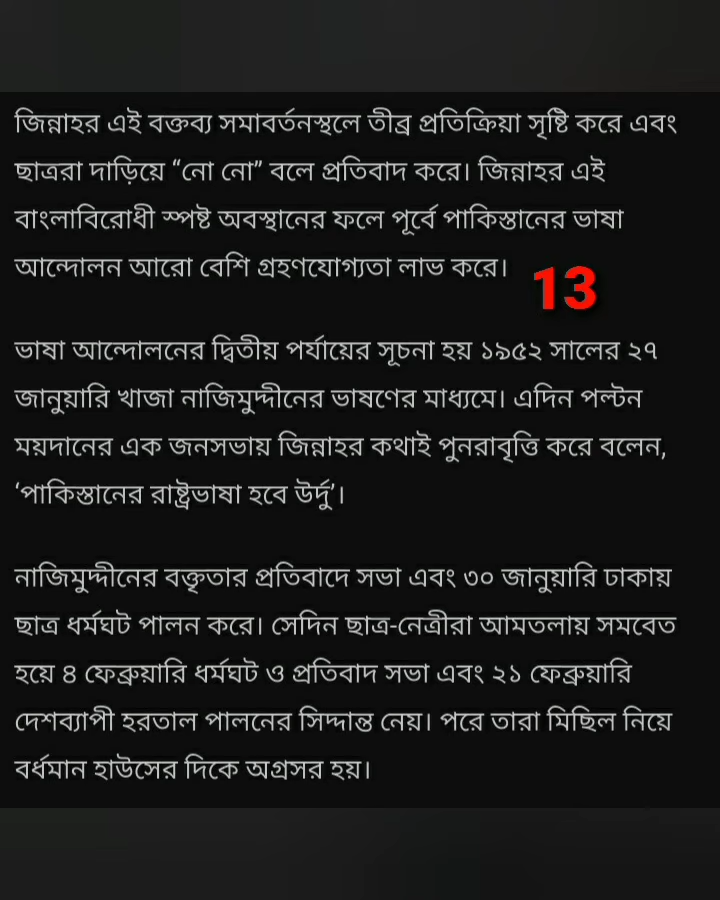 জিন্নাহর এই বক্তব্য সমাবর্তনস্থলে তীব্র প্রতিক্রিয়া সৃষ্টি করে এবং
ছাত্ররা দাড়িয়ে “নো নো” বলে প্রতিবাদ করে। জিন্নাহর এই
বাংলাবিরোধী স্পষ্ট অবস্থানের ফলে পূর্বে পাকিস্তানের ভাষা
আন্দোলন আরো বেশি গ্রহণযোগ্যতা লাভ করে।
13
ভাষা আন্দোলনের দ্বিতীয় পর্যায়ের সূচনা হয় ১৯৫২ সালের ২৭
জানুয়ারি খাজা নাজিমুদ্দীনের ভাষণের মাধ্যমে। এদিন পল্টন
ময়দানের এক জনসভায় জিন্নাহর কথাই পুনরাবৃত্তি করে বলেন,
‘পাকিস্তানের রাষ্ট্রভাষা হবে উর্দু’।
নাজিমুদ্দীনের বক্তৃতার প্রতিবাদে সভা এবং ৩০ জানুয়ারি ঢাকায়
ছাত্র ধর্মঘট পালন করে। সেদিন ছাত্র-নেত্রীরা আমতলায় সমবেত
হয়ে ৪ ফেব্রুয়ারি ধর্মঘট ও প্রতিবাদ সভা এবং ২১ ফেব্রুয়ারি
দেশব্যাপী হরতাল পালনের সিদ্দান্ত নেয়। পরে তারা মিছিল নিয়ে
বর্ধমান হাউসের দিকে অগ্রসর হয়।